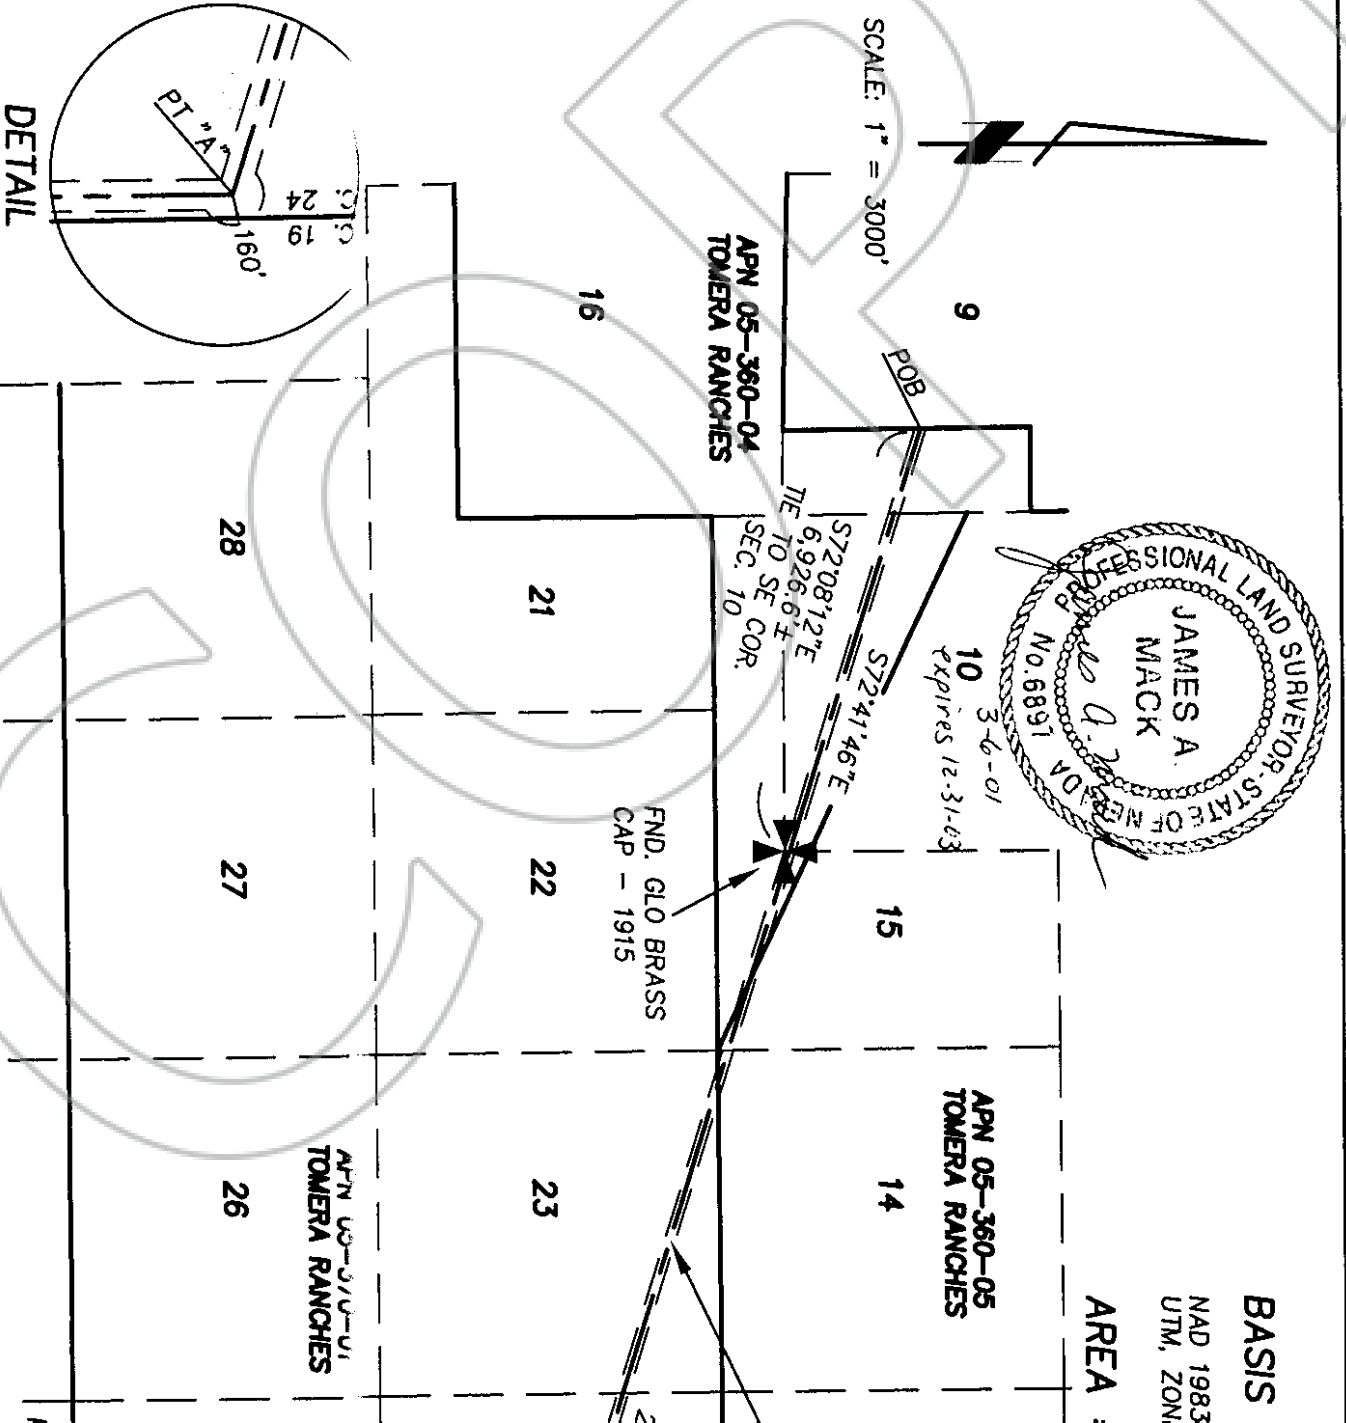 SCALE: 1" = 3000'
9
POB
16
APN 05-360-04
TOMERA RANCHES
PROFESSIONAL LAND SURVEYOR - STATE OF NEVADA
JAMES A.
MACK
No. 6897
3-6-01
expires 12-31-03
10
S72°41'46"E
S72°08'12"E
6,926.6' ±
TIE TO SE COR.
SEC. 10
15
FND. GLO BRASS
CAP - 1915
21
22
28
27
14
APN 05-360-05
TOMERA RANCHES
23
26
TOMERA RANCHES
BASIS
NAD 1983
UTM, ZON
AREA =
PT "A"
C. 24
C. 19
160'
DETAIL
COPY